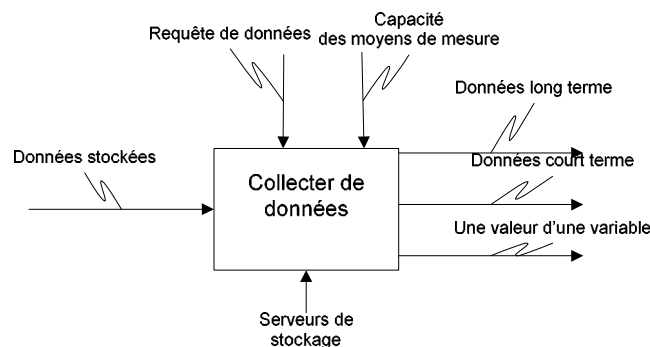 Requête de données
Capacité
des moyens de mesure
Données long terme
Données stockées
Données court terme
Collecter de
données
Une valeur d'une variable
Serveurs de
stockage